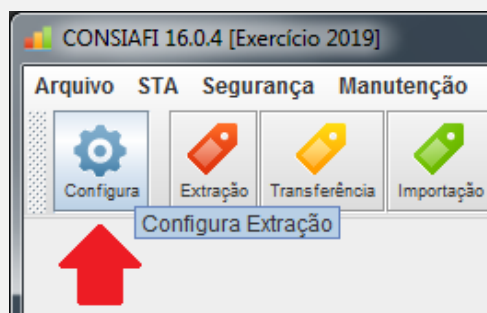 CONSIAFI 16.0.4 [Exercício 2019]
Arquivo STA Segurança Manutenção
Configura Extração Transferência Importação
Configura Extração